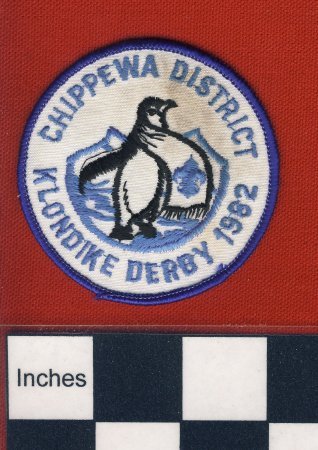 CHIPPEWA DISTRICT
KLONDIKE DERBY 1982
Inches